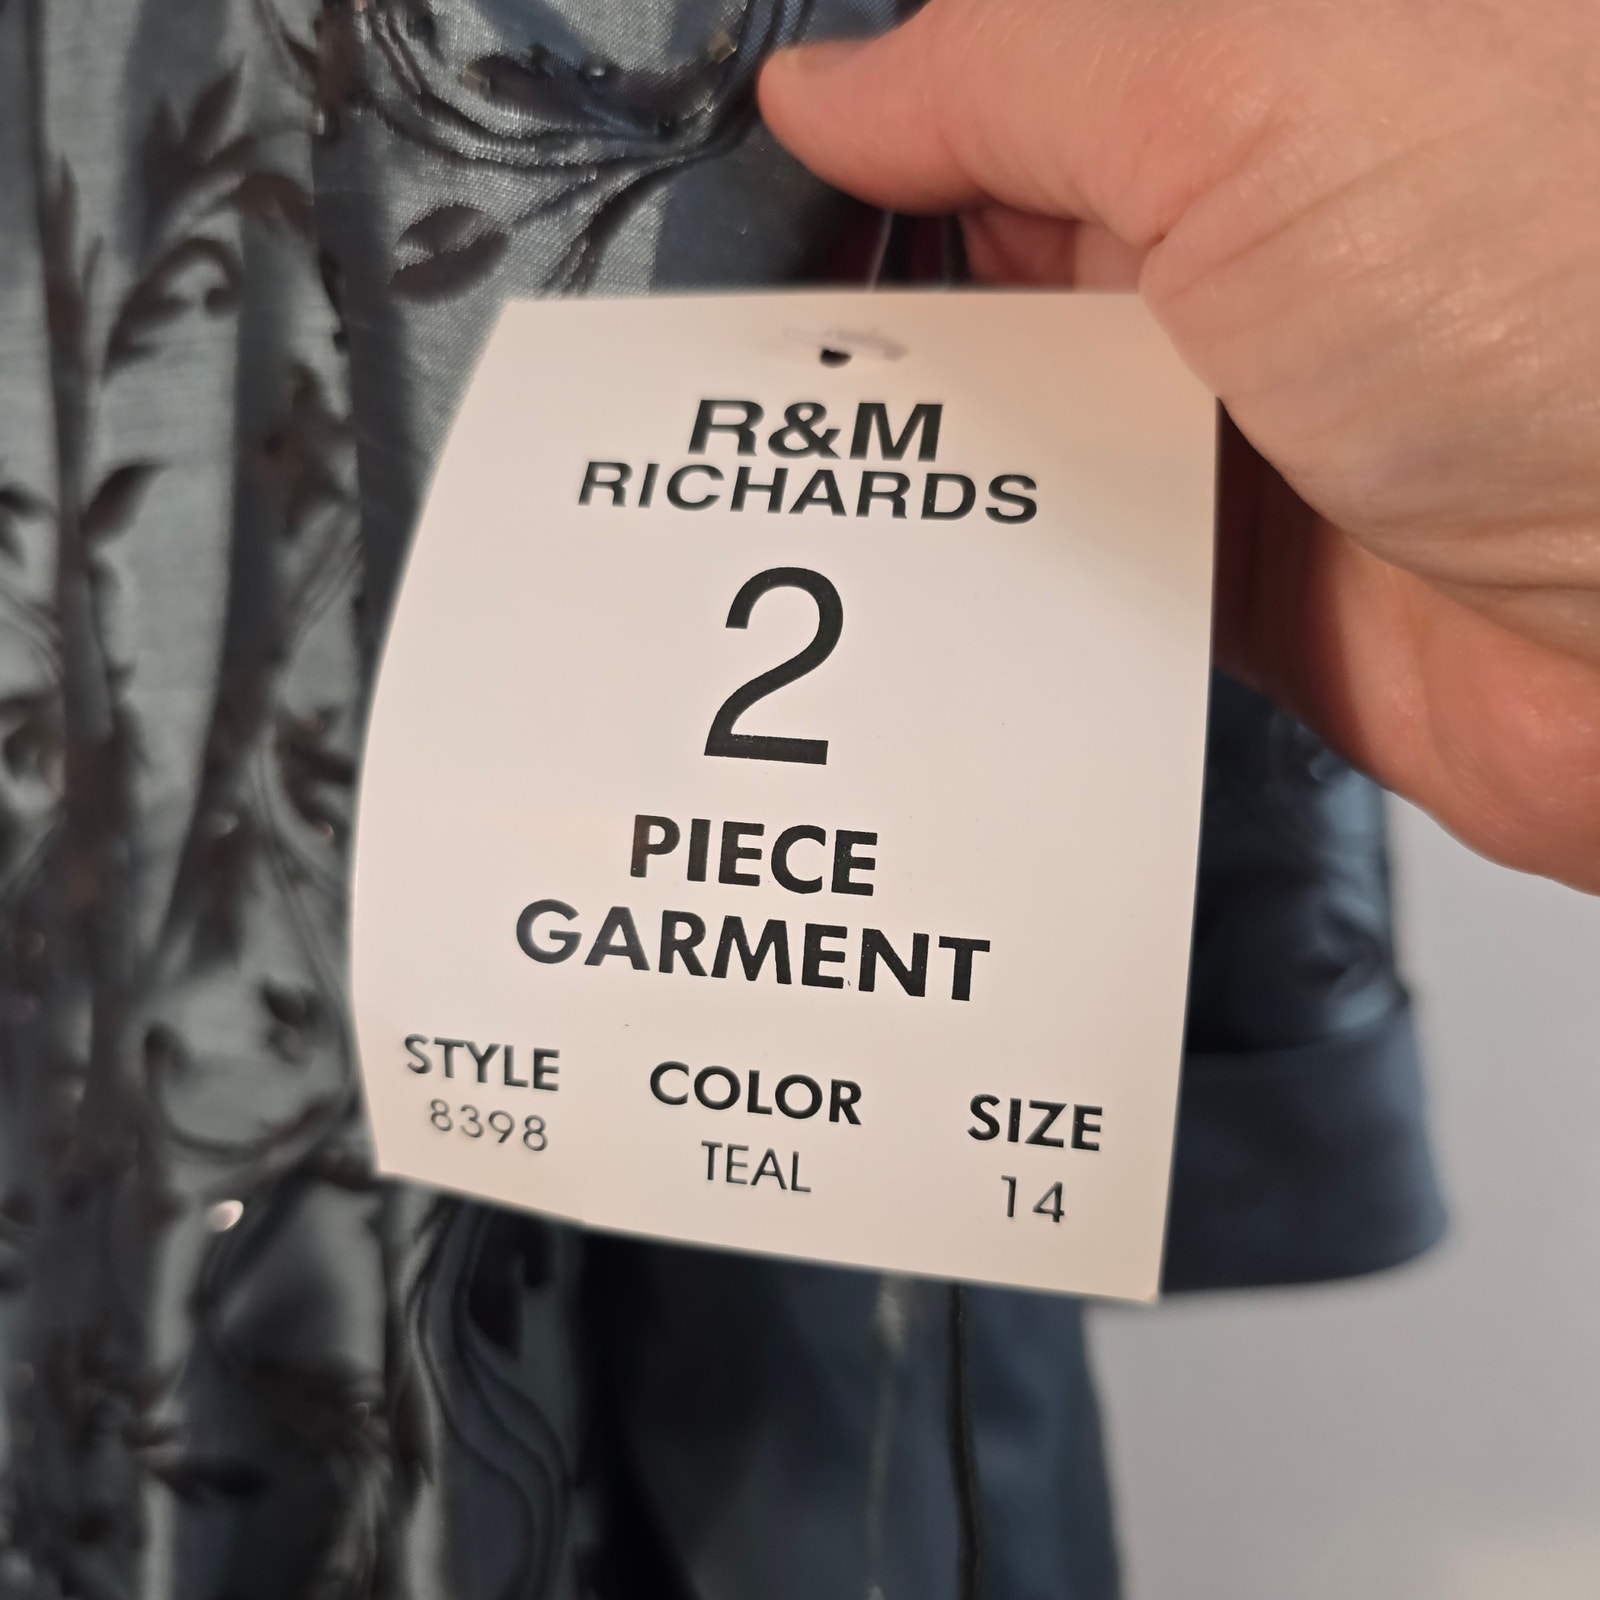 R&M
RICHARDS
2
PIECE
GARMENT
STYLE COLOR SIZE
8398 TEAL 14